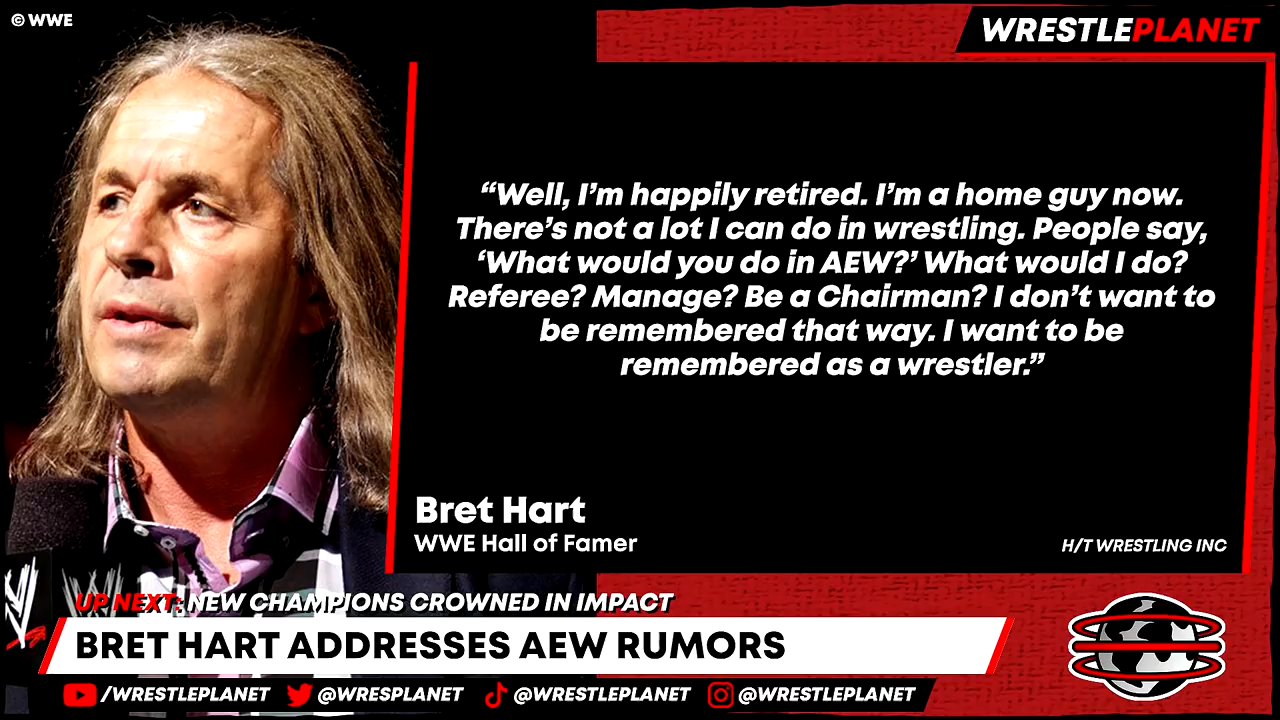 © WWE
WRESTLEPLANET
“Well, I’m happily retired. I’m a home guy now.
There’s not a lot I can do in wrestling. People say,
‘What would you do in AEW?’ What would I do?
Referee? Manage? Be a Chairman? I don’t want to
be remembered that way. I want to be
remembered as a wrestler.”
Bret Hart
WWE Hall of Famer
H/T WRESTLING INC
UP NEXT: NEW CHAMPIONS CROWNED IN IMPACT
BRET HART ADDRESSES AEW RUMORS
/WRESTLEPLANET @WRESPLANET @WRESTLEPLANET @WRESTLEPLANET